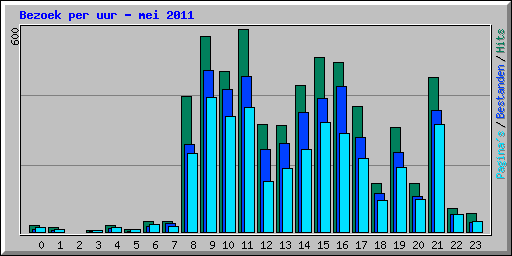 Bezoek per uur - mei 2011
600
Pagina's / Bestanden / Hits
0 1 2 3 4 5 6 7 8 9 10 11 12 13 14 15 16 17 18 19 20 21 22 23